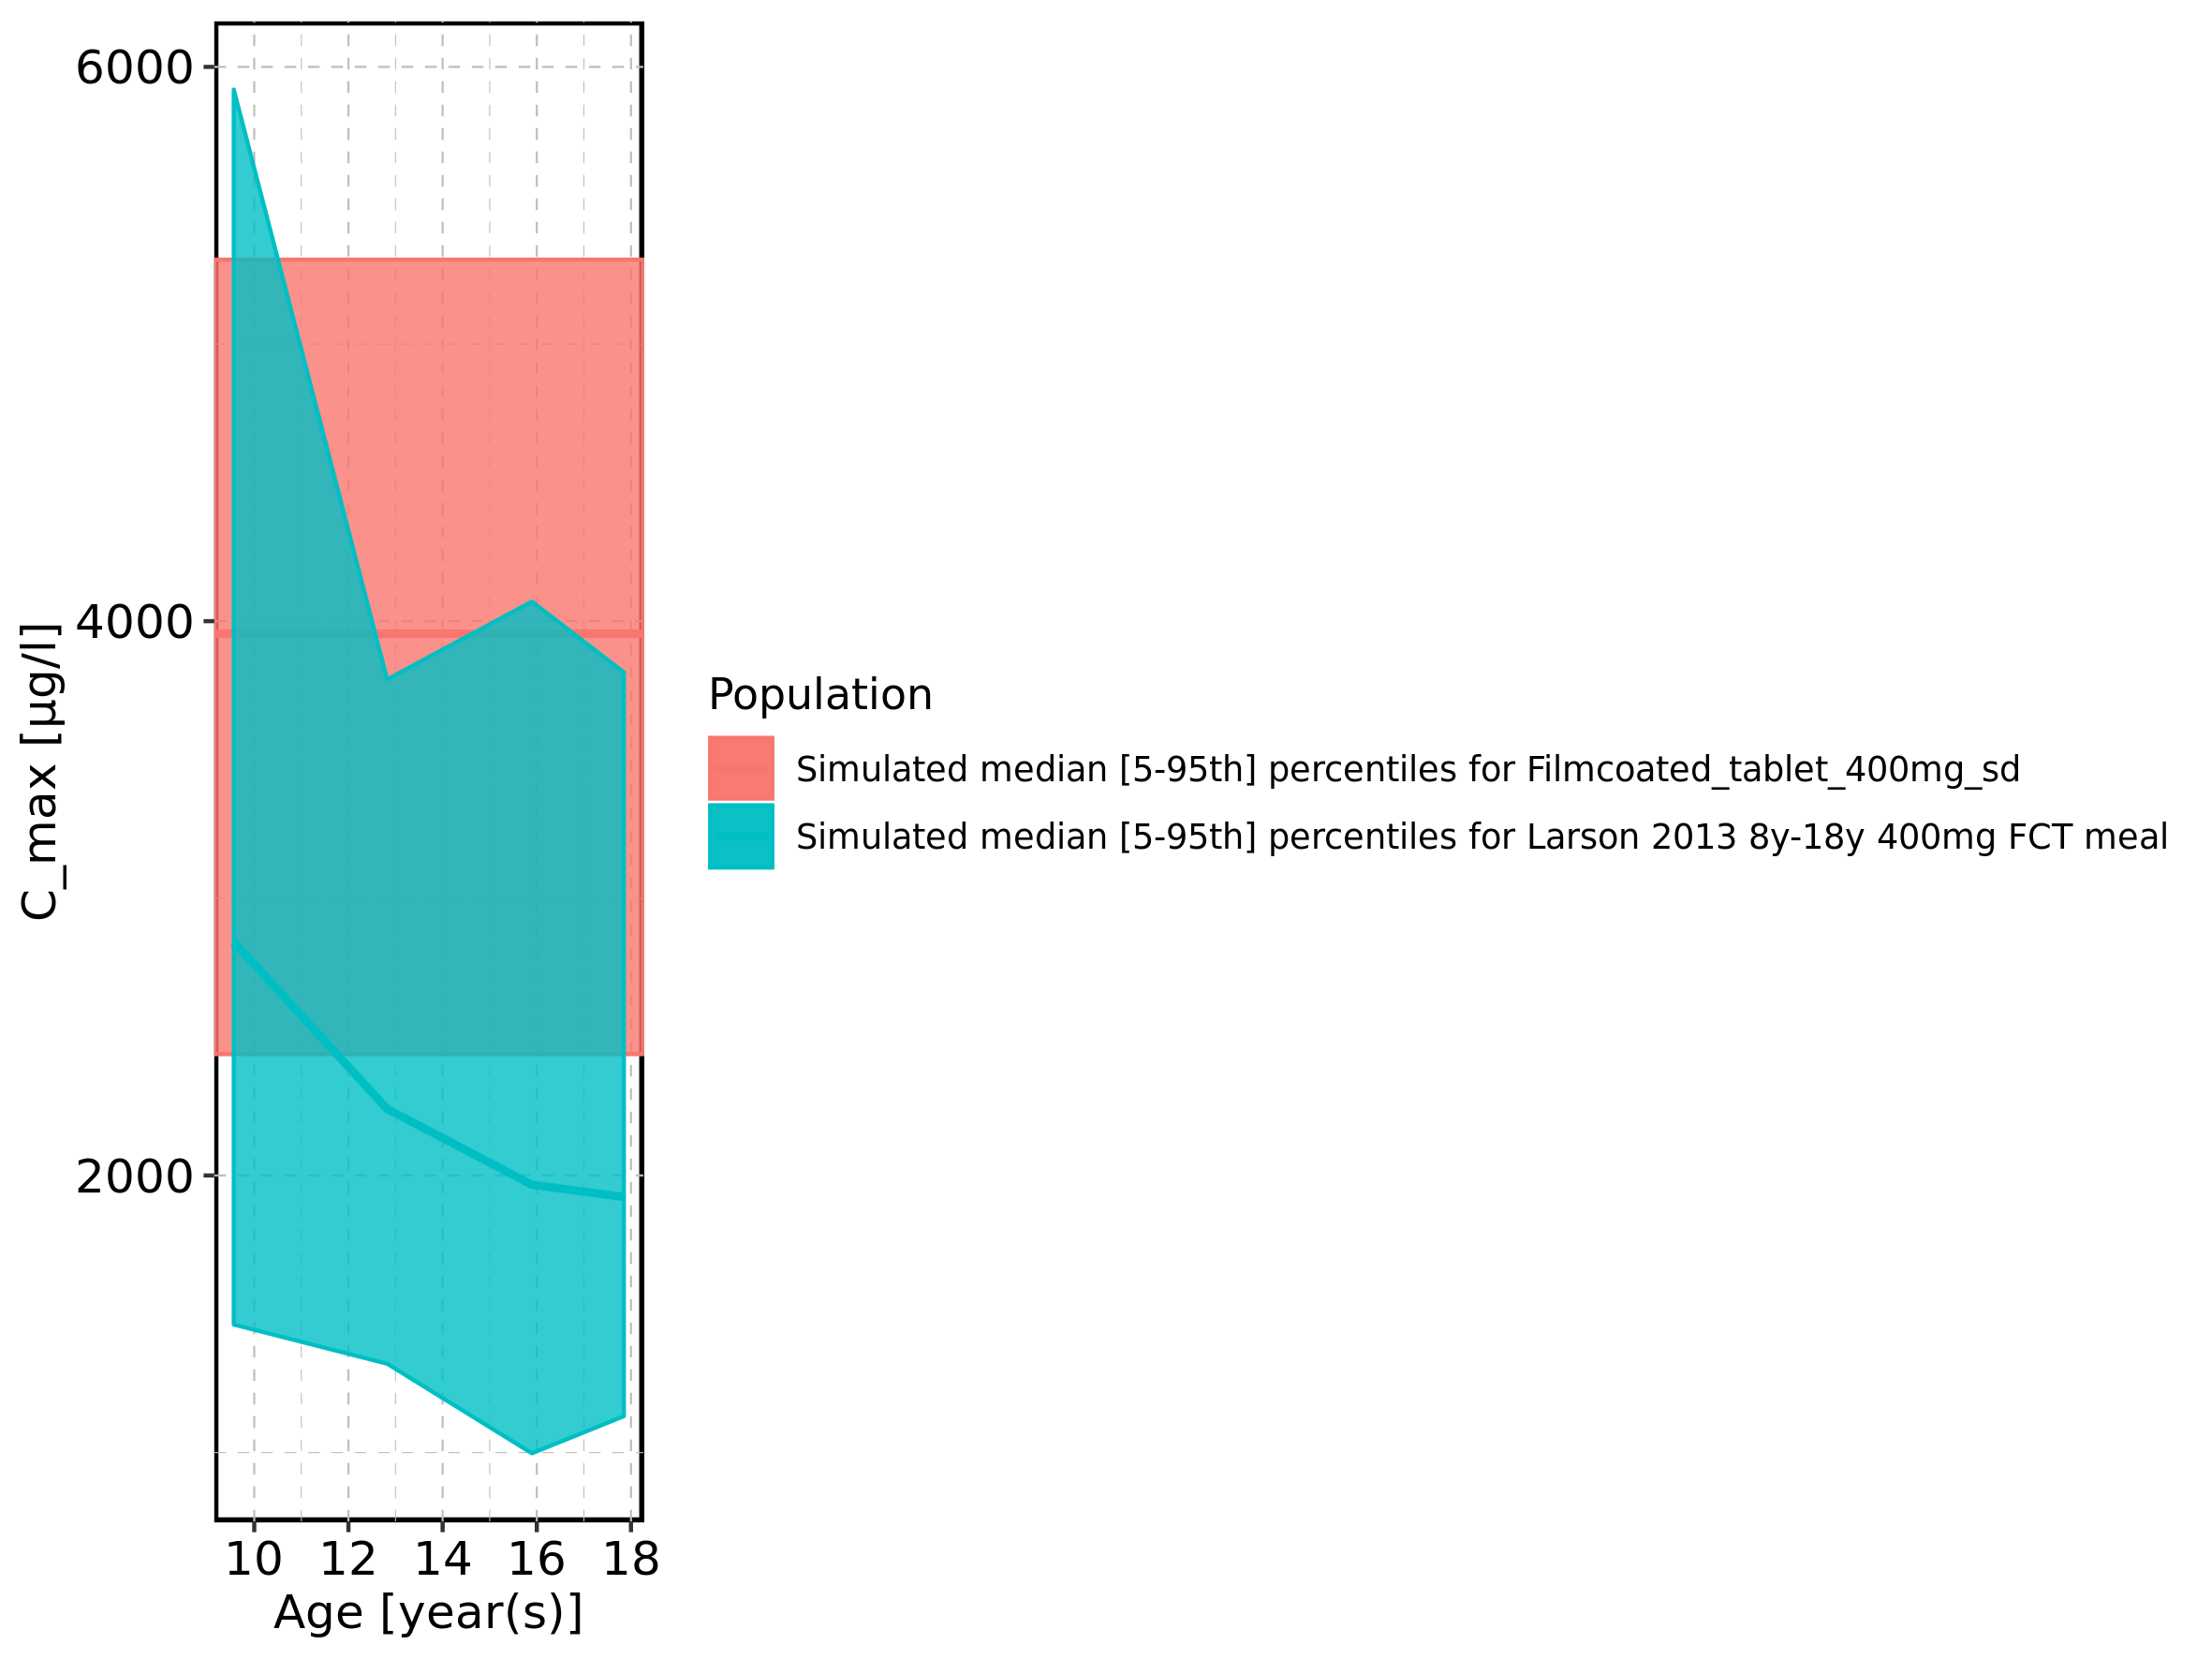 6000
4000
2000
C_max [µg/l]
10 12 14 16 18
Age [year(s)]
Population
Simulated median [5-95th] percentiles for Filmcoated_tablet_400mg_sd
Simulated median [5-95th] percentiles for Larson 2013 8y-18y 400mg FCT meal